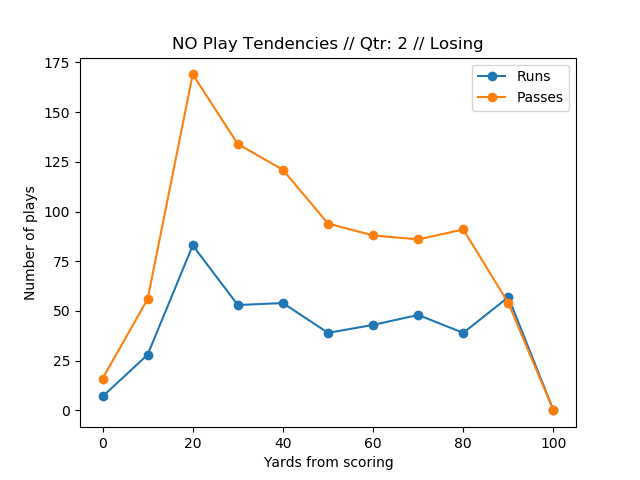 NO Play Tendencies // Qtr: 2 // Losing
Runs
Passes
175
150
125
100
75
50
25
0
Number of plays
0 20 40 60 80 100
Yards from scoring